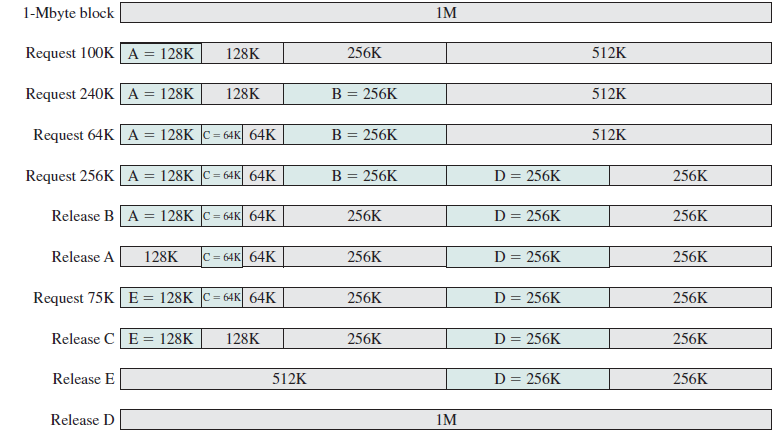 1-Mbyte block 1M
Request 100K A = 128K 128K 256K 512K
Request 240K A = 128K 128K B = 256K 512K
Request 64K A = 128K C = 64K 64K B = 256K 512K
Request 256K A = 128K C = 64K 64K B = 256K D = 256K 256K
Release B A = 128K C = 64K 64K 256K D = 256K 256K
Release A 128K C = 64K 64K 256K D = 256K 256K
Request 75K E = 128K C = 64K 64K 256K D = 256K 256K
Release C E = 128K 128K 256K D = 256K 256K
Release E 512K D = 256K 256K
Release D 1M